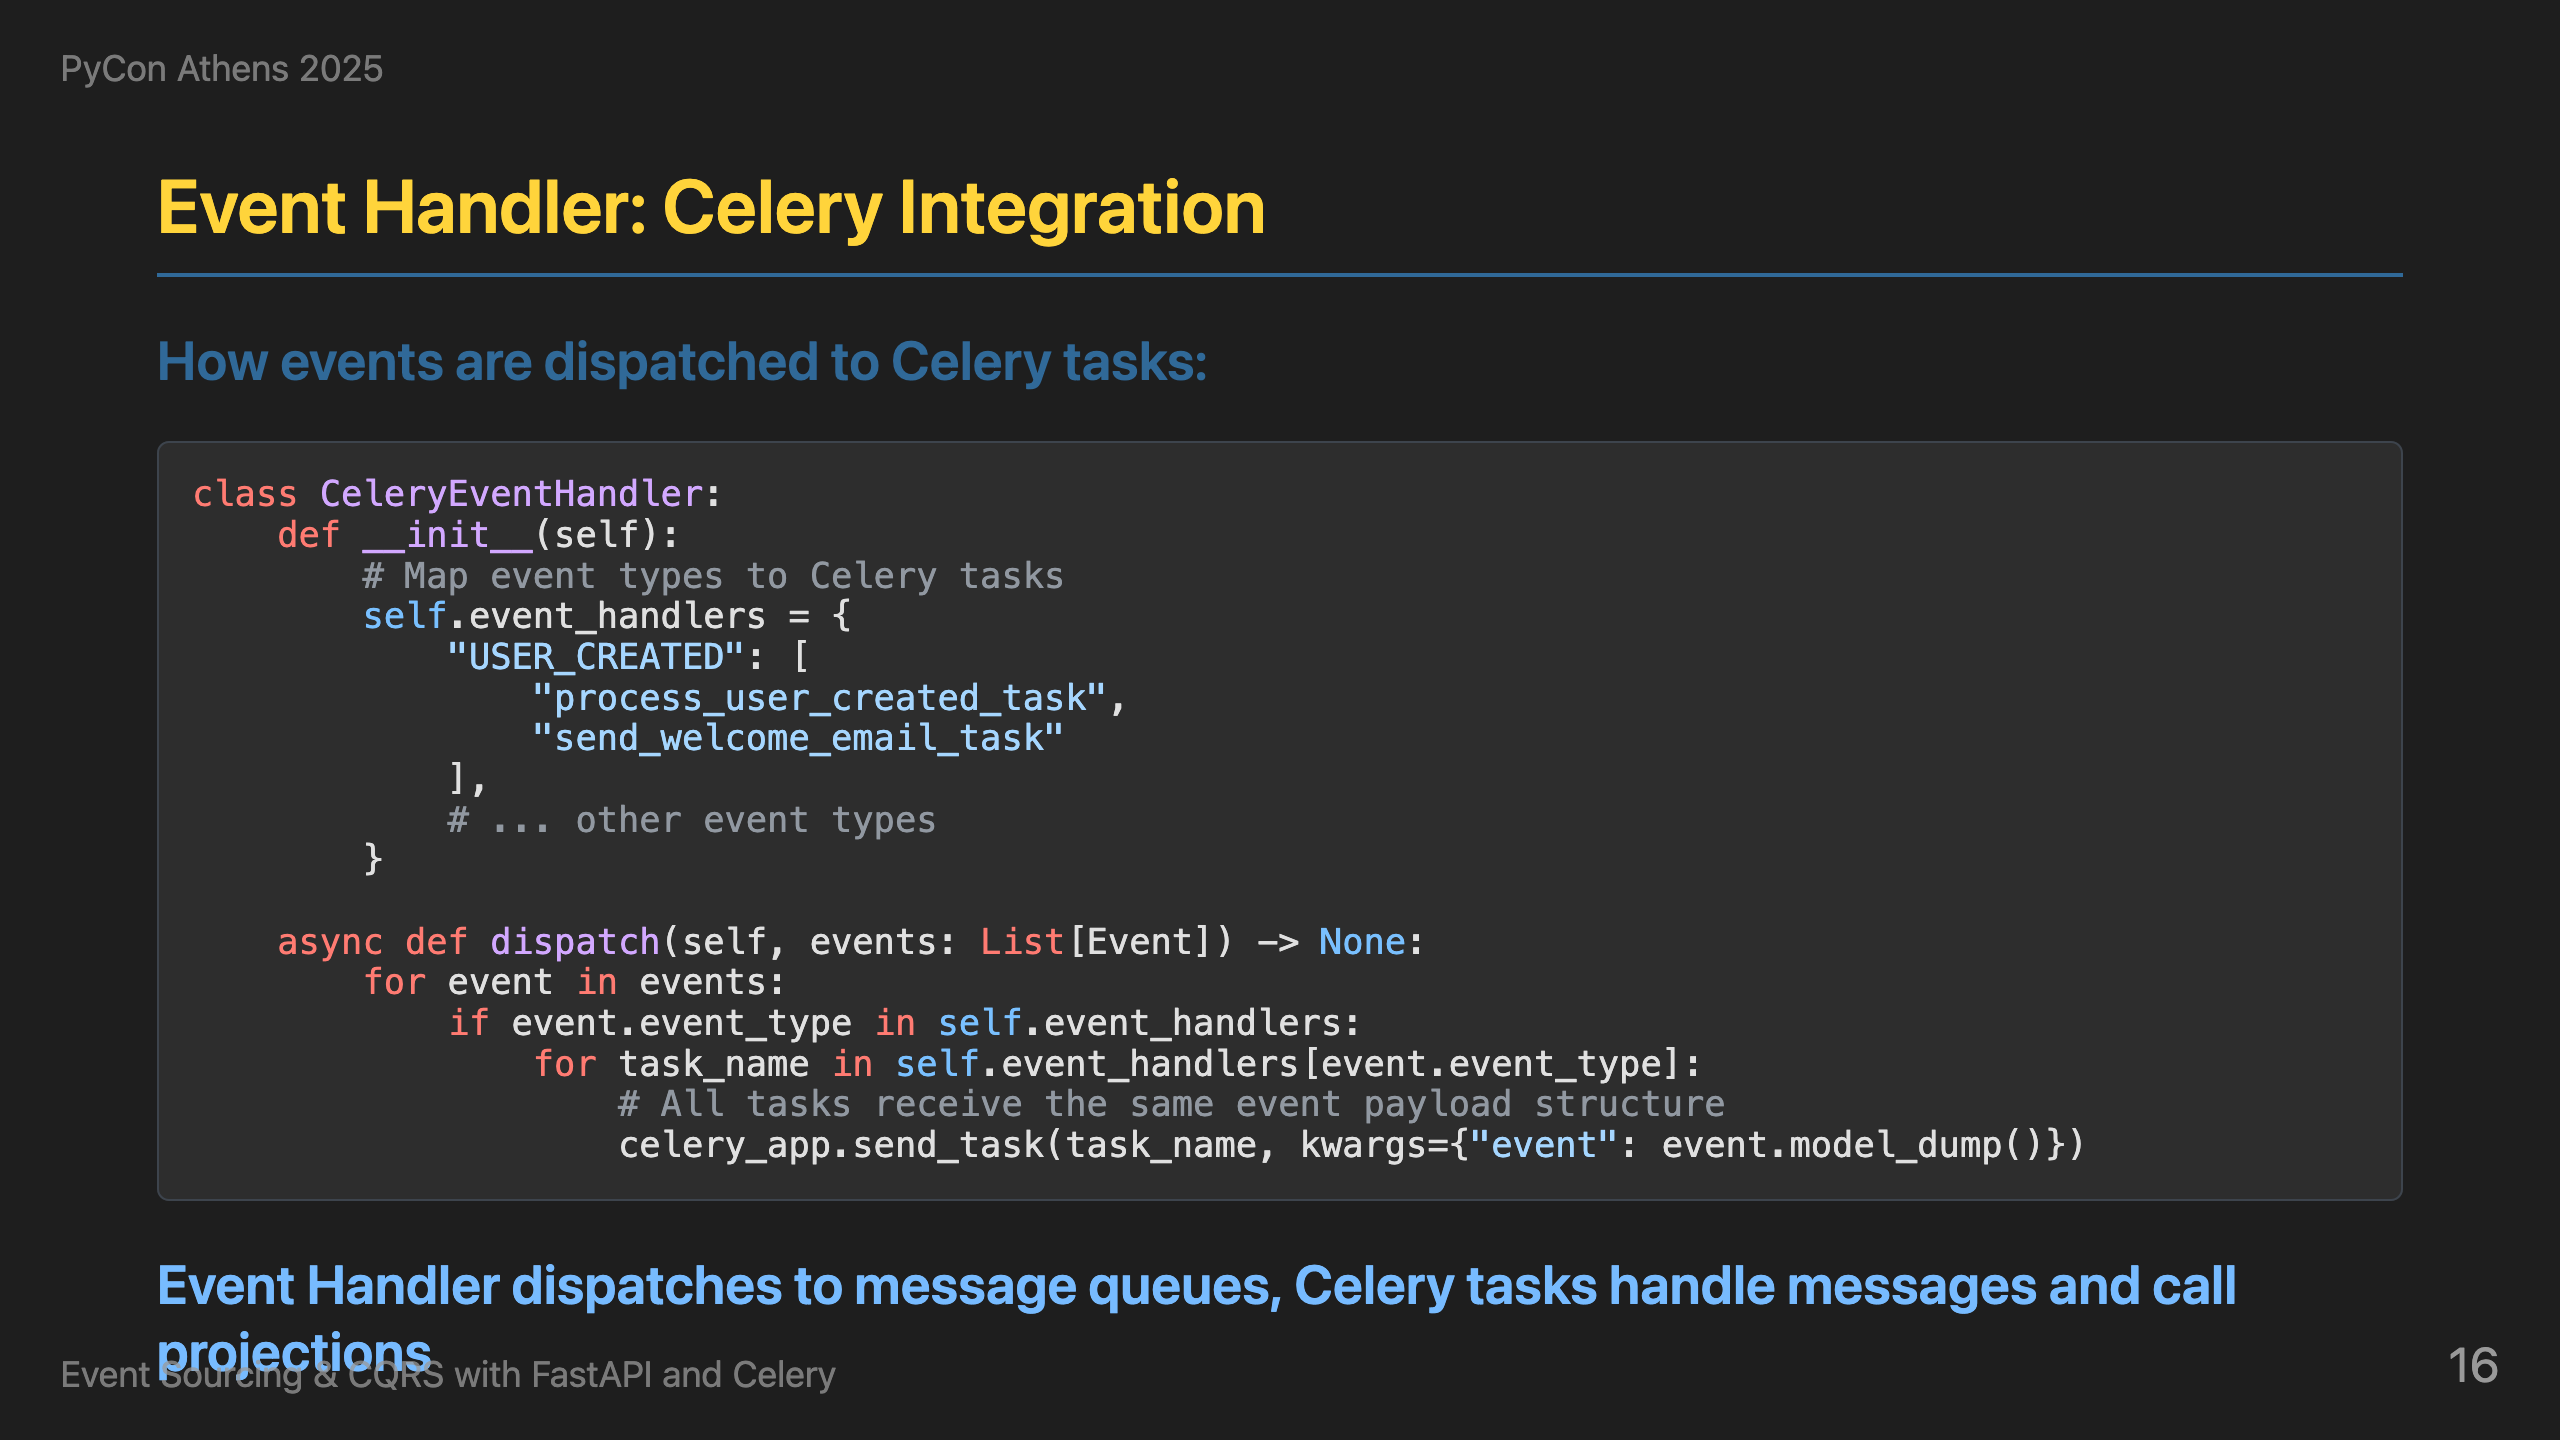 PyCon Athens 2025
Event Handler: Celery Integration
How events are dispatched to Celery tasks:
class CeleryEventHandler:
    def __init__(self):
        # Map event types to Celery tasks
        self.event_handlers = {
            "USER_CREATED": [
                "process_user_created_task",
                "send_welcome_email_task"
            ],
            # ... other event types
        }

    async def dispatch(self, events: List[Event]) -> None:
        for event in events:
            if event.event_type in self.event_handlers:
                for task_name in self.event_handlers[event.event_type]:
                    # All tasks receive the same event payload structure
                    celery_app.send_task(task_name, kwargs={"event": event.model_dump()})
Event Handler dispatches to message queues, Celery tasks handle messages and call
projections
Event Sourcing & CQRS with FastAPI and Celery
16